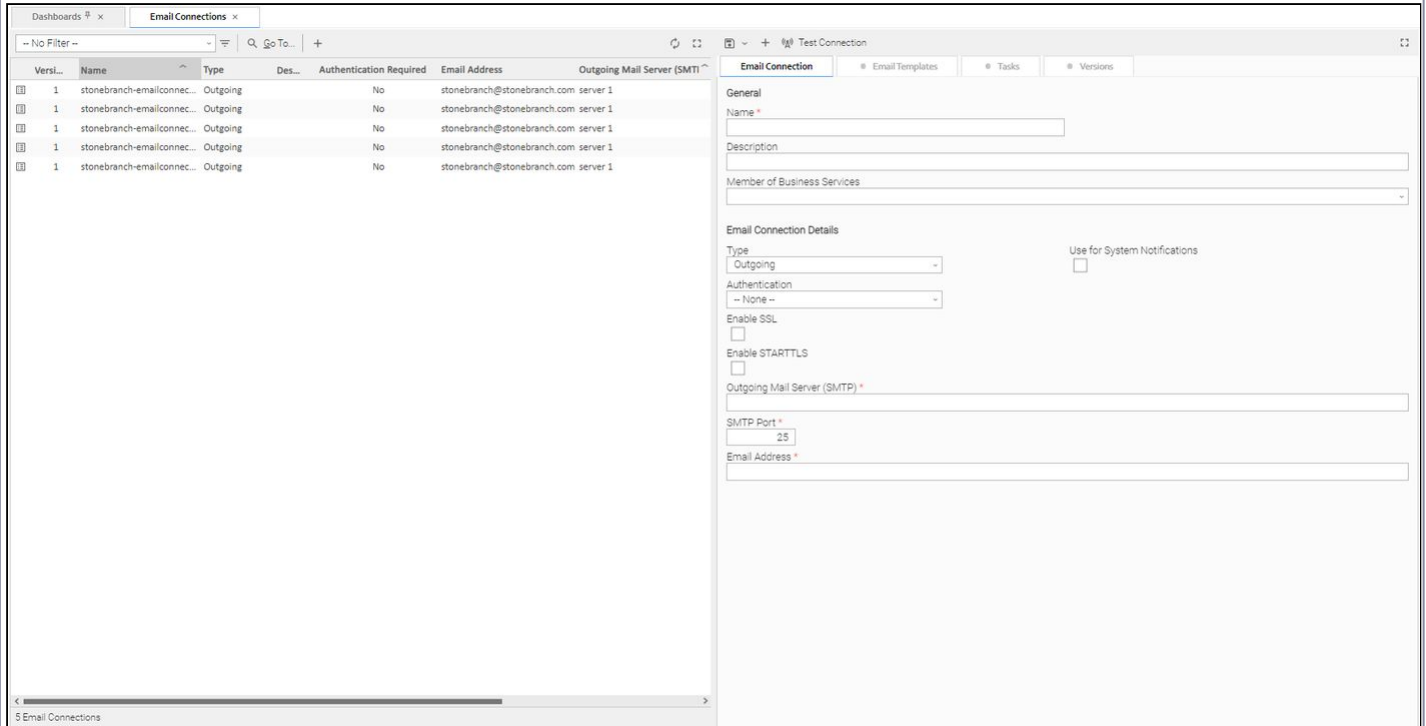 Dashboards ×
Email Connections ×
-- No Filter --
Go To...
Versi... Name Type Des... Authentication Required Email Address Outgoing Mail Server (SMT
1 stonebranch-emailconnec... Outgoing No stonebranch@stonebranch.com server 1
1 stonebranch-emailconnec... Outgoing No stonebranch@stonebranch.com server 1
1 stonebranch-emailconnec... Outgoing No stonebranch@stonebranch.com server 1
1 stonebranch-emailconnec... Outgoing No stonebranch@stonebranch.com server 1
1 stonebranch-emailconnec... Outgoing No stonebranch@stonebranch.com server 1
5 Email Connections
Test Connection
Email Connection Email Templates Tasks Versions
General
Name *
Description
Member of Business Services
Email Connection Details
Type Use for System Notifications
Outgoing
Authentication
-- None --
Enable SSL
Enable STARTTLS
Outgoing Mail Server (SMTP) *
SMTP Port *
25
Email Address *